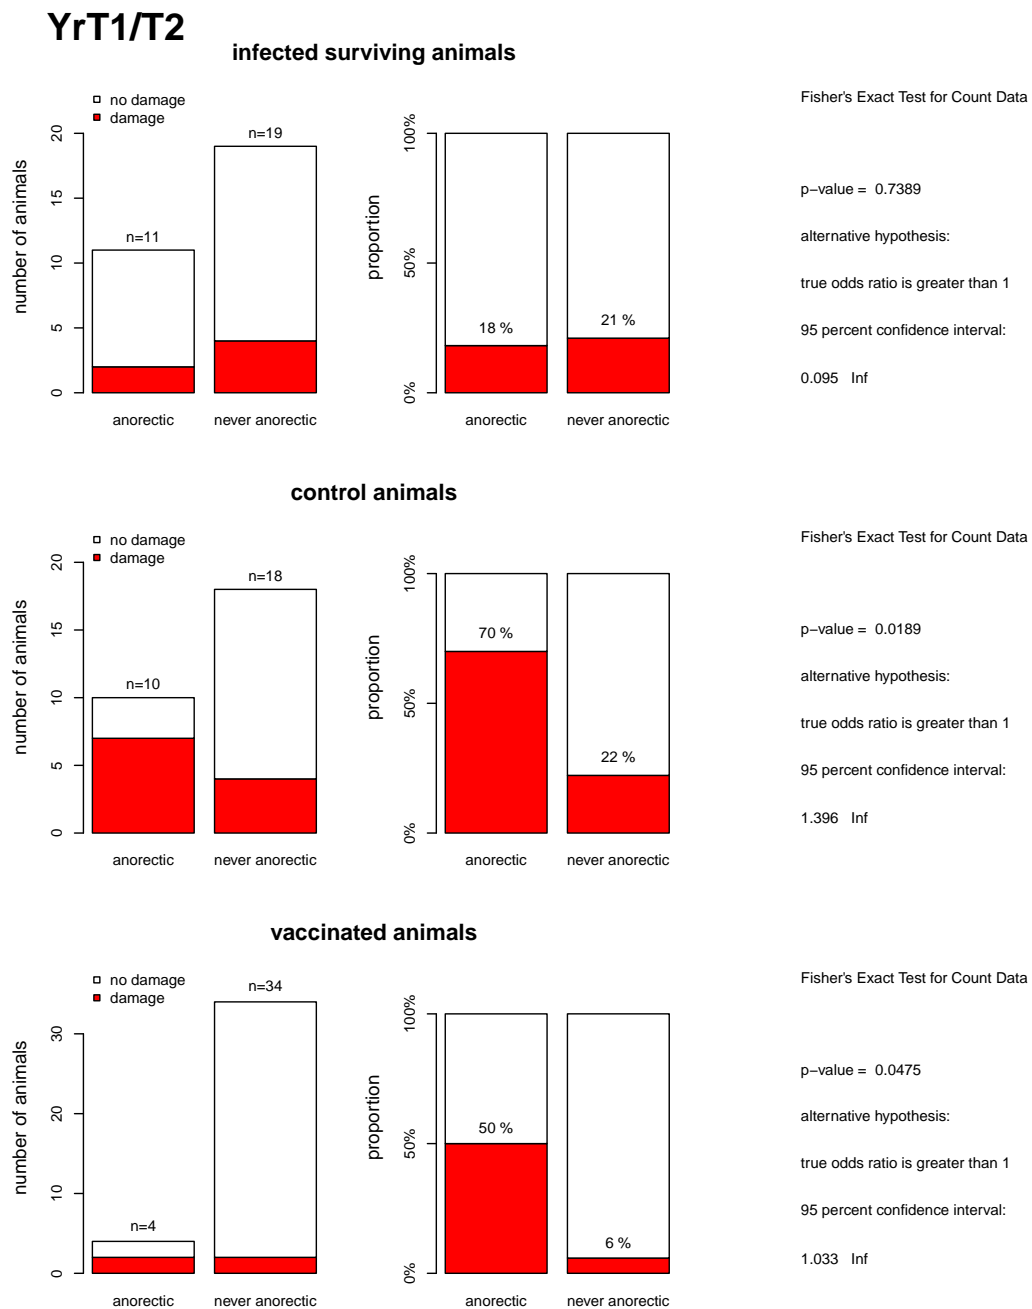 YrT1/T2
infected surviving animals
no damage
damage
number of animals
0
5
10
15
20
n=11
n=19
anorectic
never anorectic
proportion
0%
50%
100%
18 %
21 %
anorectic
never anorectic
Fisher's Exact Test for Count Data
p−value = 0.7389
alternative hypothesis:
true odds ratio is greater than 1
95 percent confidence interval:
0.095 Inf
control animals
no damage
damage
number of animals
0
5
10
15
20
n=10
n=18
anorectic
never anorectic
proportion
0%
50%
100%
70 %
22 %
anorectic
never anorectic
Fisher's Exact Test for Count Data
p−value = 0.0189
alternative hypothesis:
true odds ratio is greater than 1
95 percent confidence interval:
1.396 Inf
vaccinated animals
no damage
damage
number of animals
0
10
20
30
n=4
n=34
anorectic
never anorectic
proportion
0%
50%
100%
50 %
6 %
anorectic
never anorectic
Fisher's Exact Test for Count Data
p−value = 0.0475
alternative hypothesis:
true odds ratio is greater than 1
95 percent confidence interval:
1.033 Inf